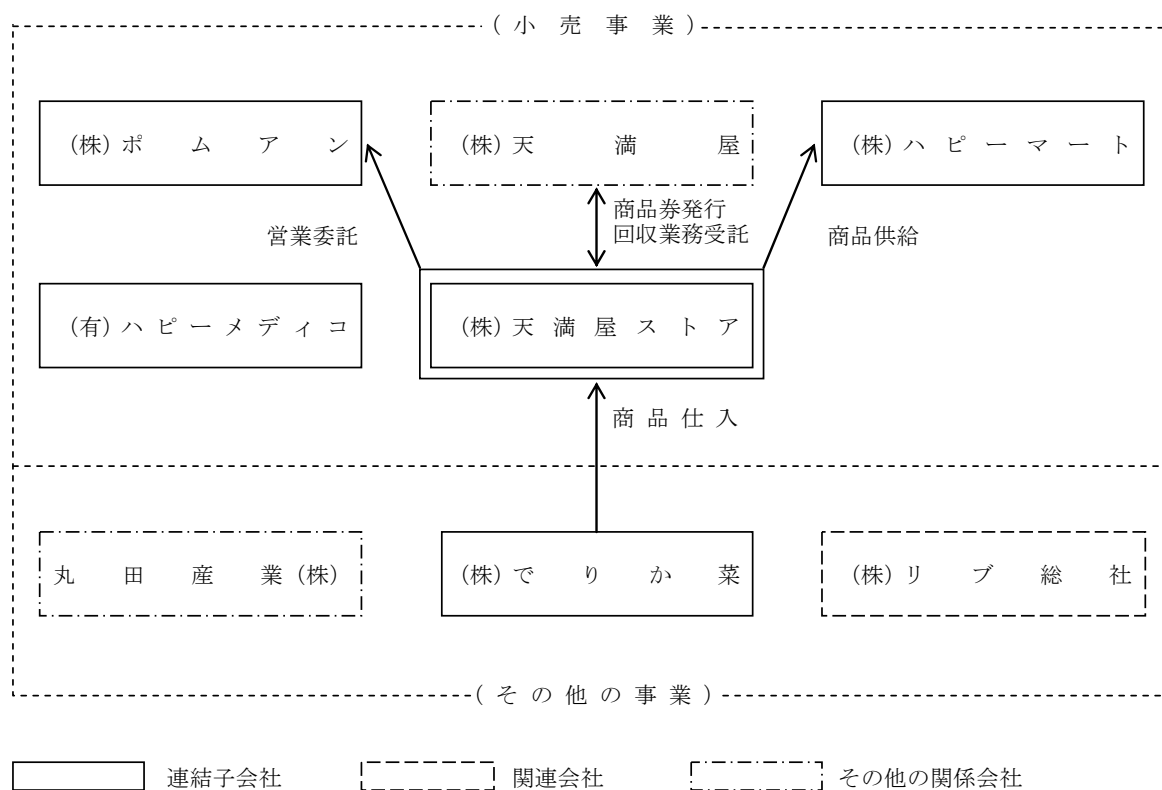 (小売事業)
(株)ポムアン
(株)天満屋
(株)ハピーマート
商品券発行
回収業務受託
営業委託
商品供給
(有)ハピーメディコ
(株)天満屋ストア
商品仕入
丸田産業(株)
(株)でりか菜
(株)リブ総社
(その他の事業)
連結子会社
関連会社
その他の関係会社